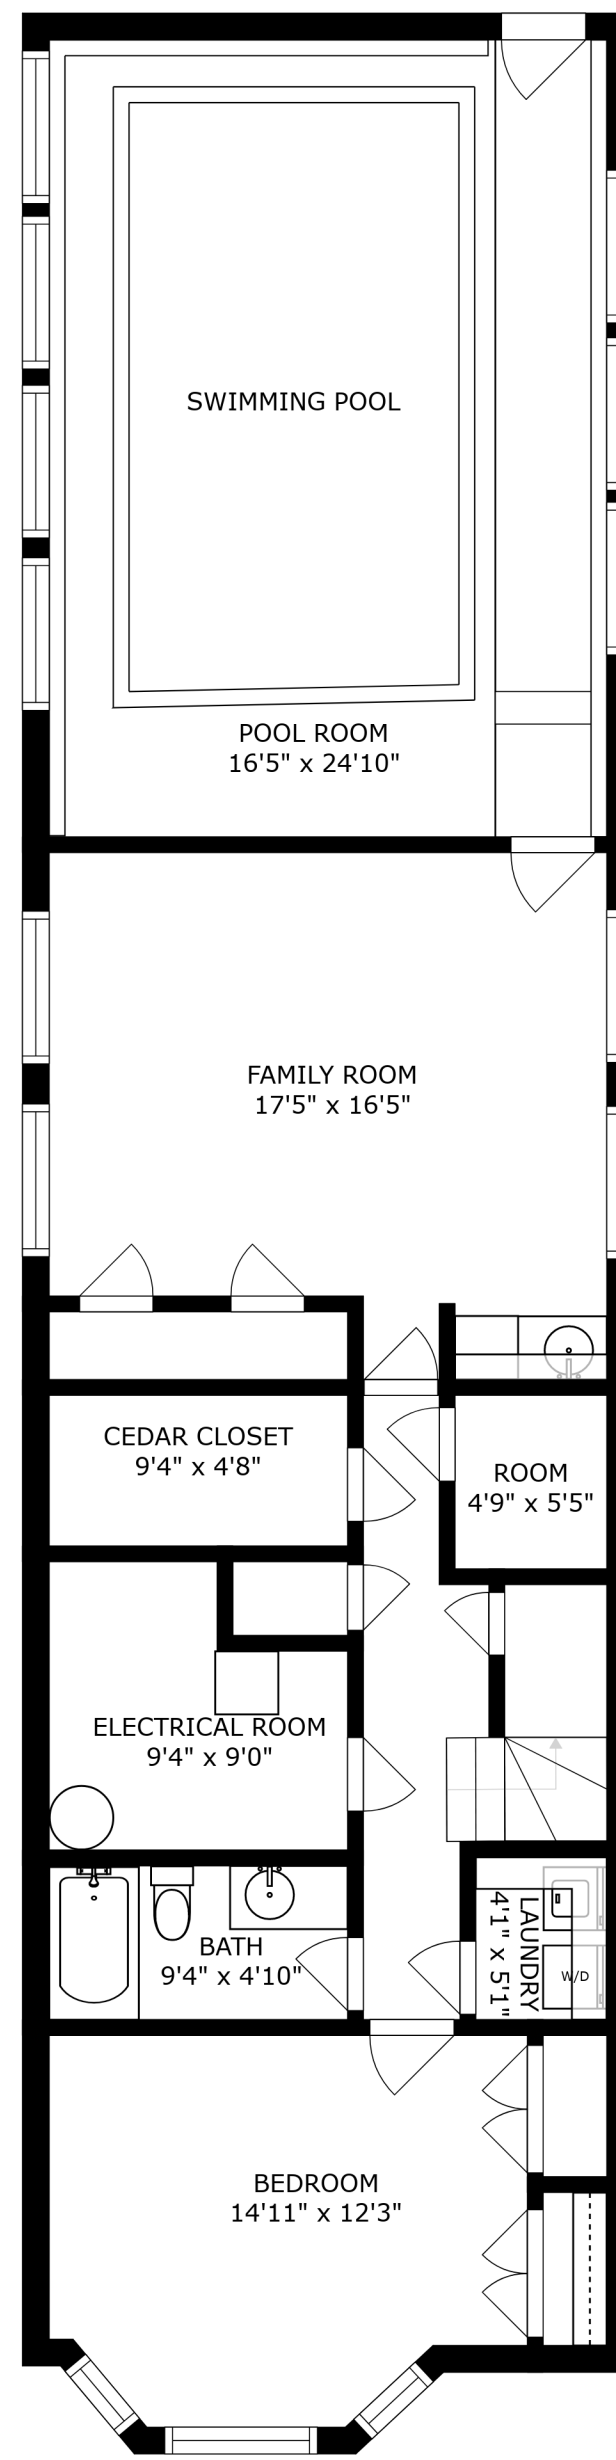 SWIMMING POOL
POOL ROOM
16'5" x 24'10"
FAMILY ROOM
17'5" x 16'5"
CEDAR CLOSET
9'4" x 4'8"
ROOM
4'9" x 5'5"
ELECTRICAL ROOM
9'4" x 9'0"
BATH
9'4" x 4'10"
LAUNDRY
4'1" x 5'1"
W/D
BEDROOM
14'11" x 12'3"